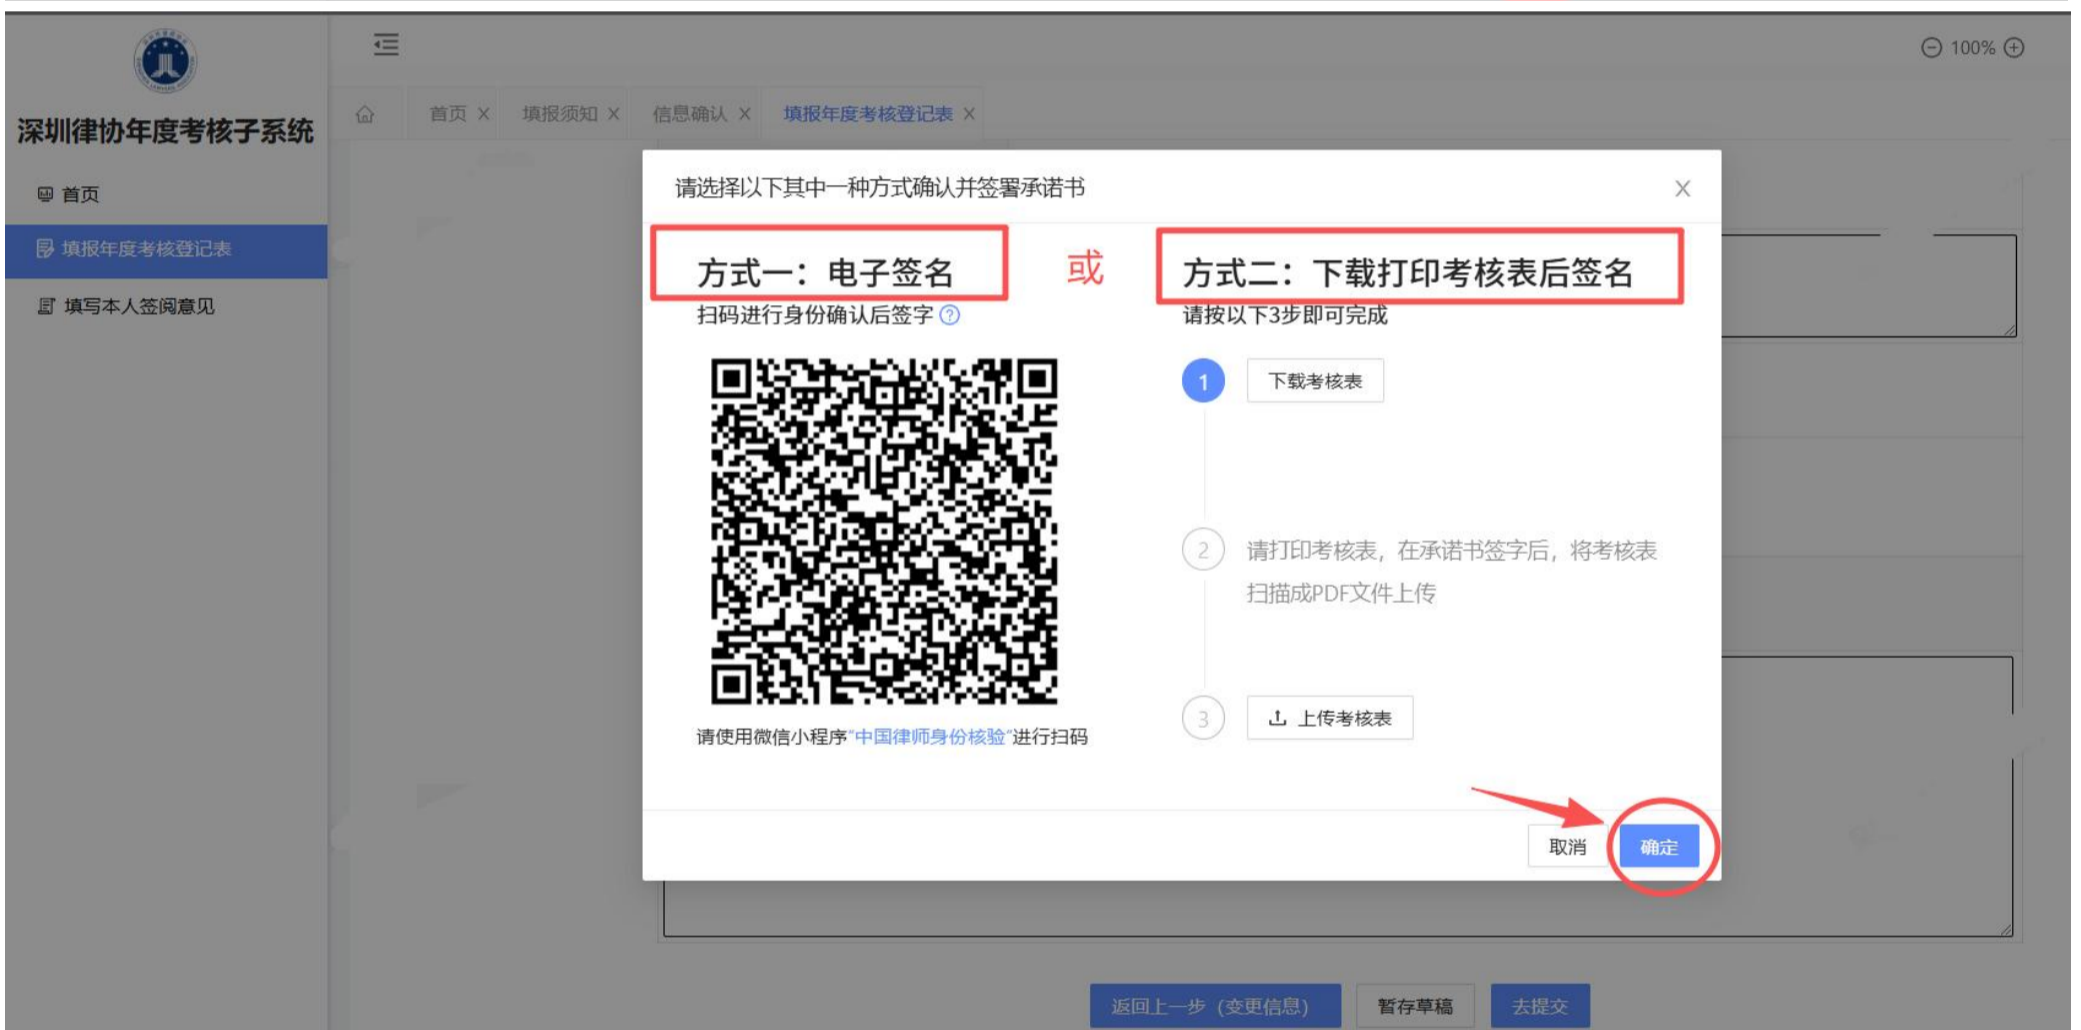 100%
深圳律协年度考核子系统
首页
填报年度考核登记表
填写本人签阅意见
首页 X 填报须知 X 信息确认 X 填报年度考核登记表 X
请选择以下其中一种方式确认并签署承诺书
方式一：电子签名
扫码进行身份确认后签字
请使用微信小程序“中国律师身份核验”进行扫码
或
方式二：下载打印考核表后签名
请按以下3步即可完成
1 下载考核表
2 请打印考核表，在承诺书签字后，将考核表
扫描成PDF文件上传
3 上传考核表
取消 确定
返回上一步（变更信息） 暂存草稿 去提交